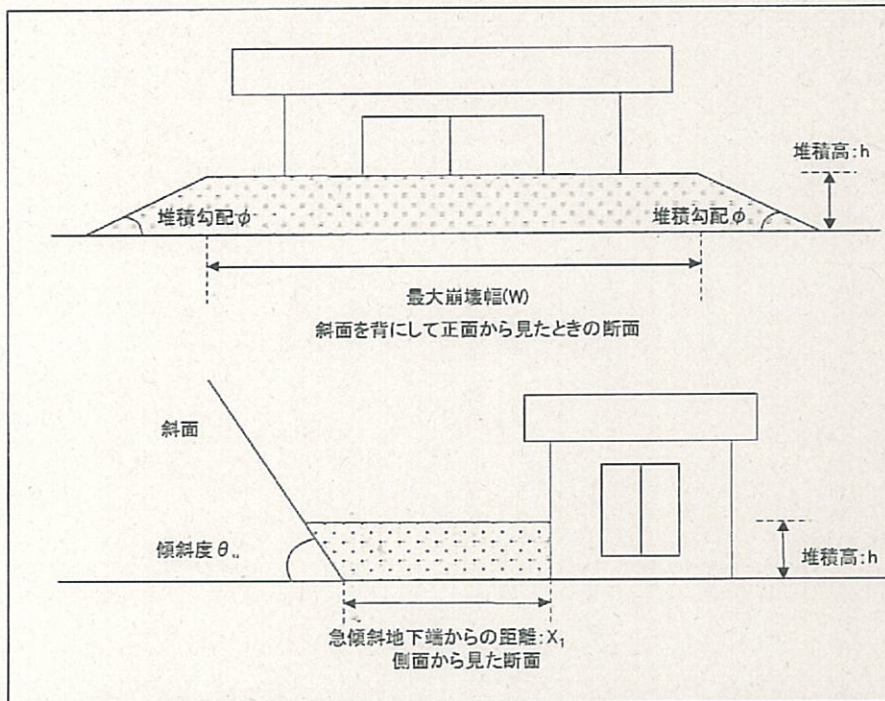 堆積高:h
堆積勾配φ
堆積勾配φ
最大崩壊幅(W)
斜面を背にして正面から見たときの断面
斜面
傾斜度θ
堆積高:h
急傾斜地下端からの距離:X₁
側面から見た断面